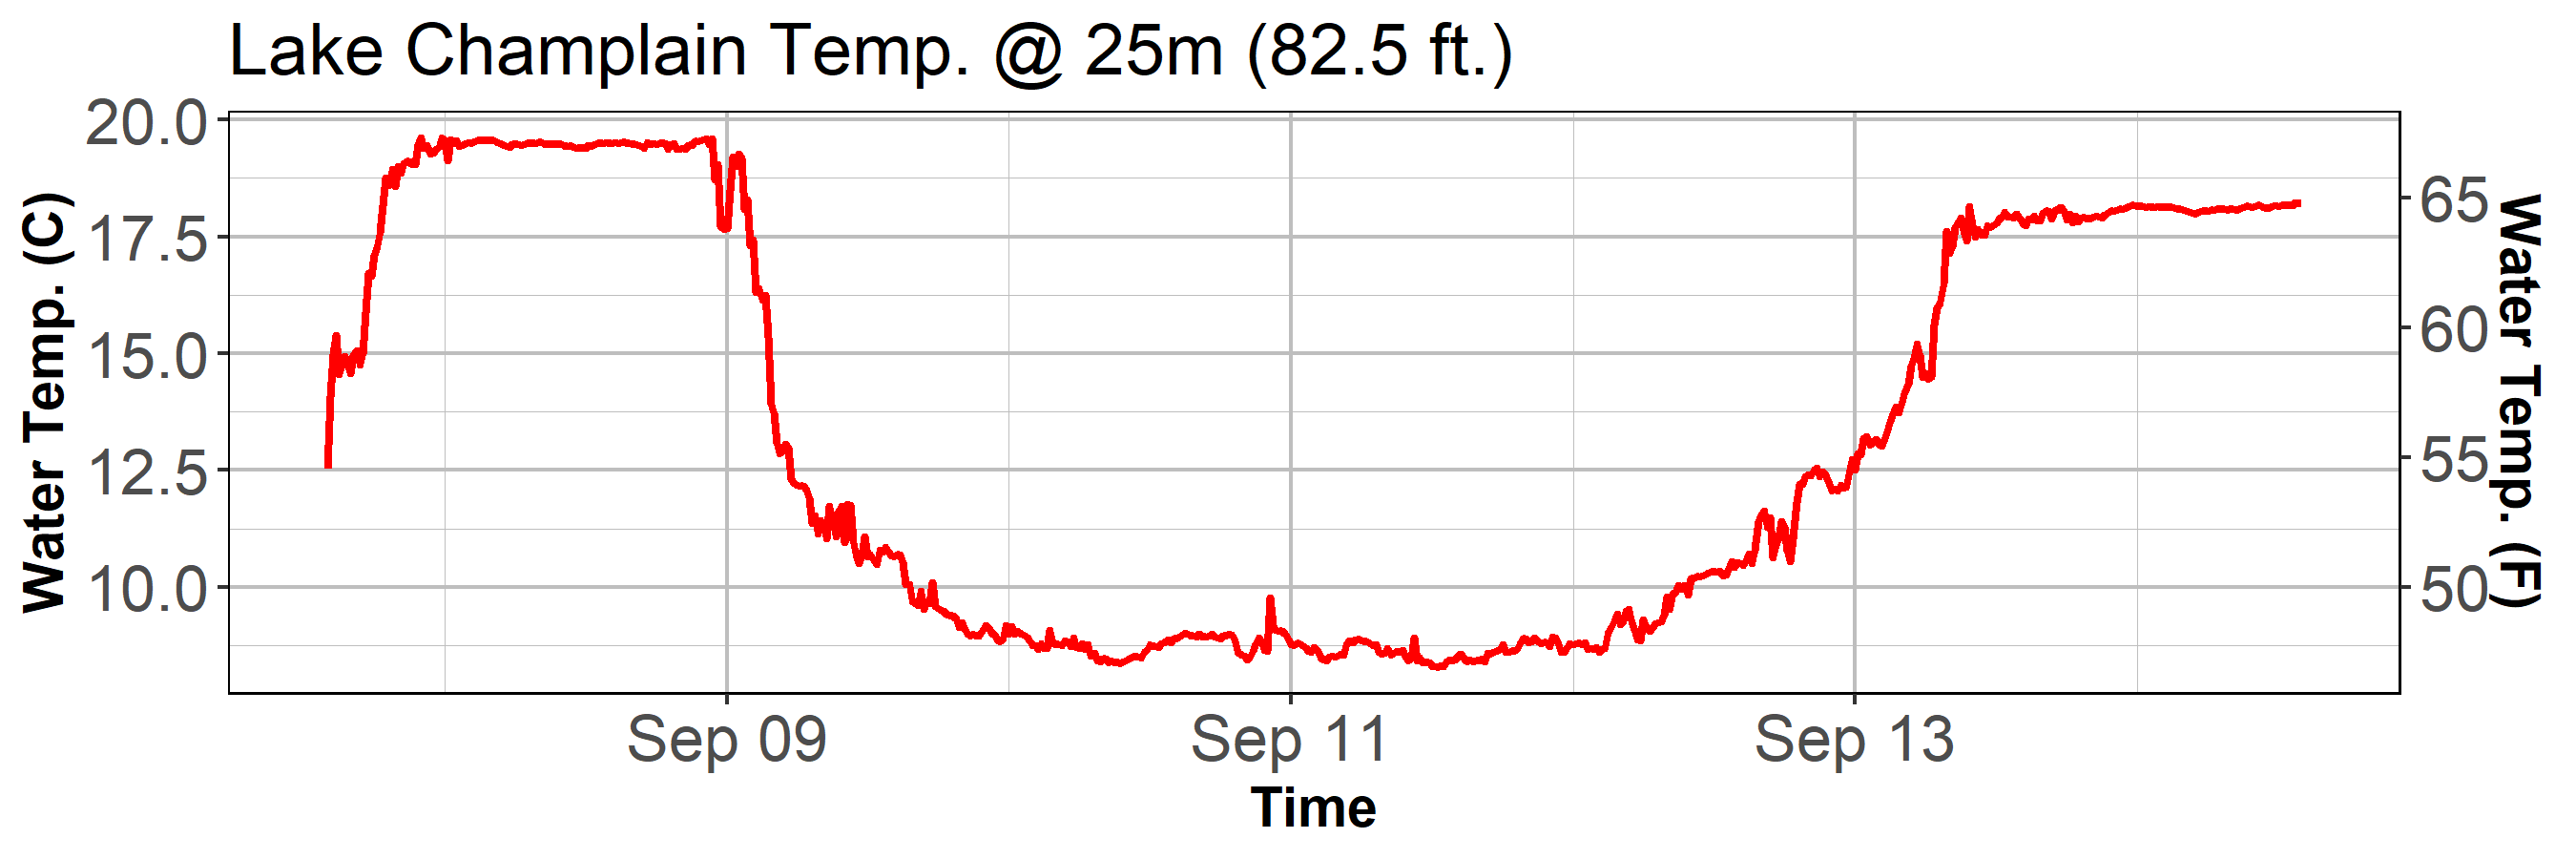 Lake Champlain Temp. @ 25m (82.5 ft.)
Water Temp. (C)
20.0
17.5
15.0
12.5
10.0
65
60
55
50
Water Temp. (F)
Sep 09
Sep 11
Sep 13
Time